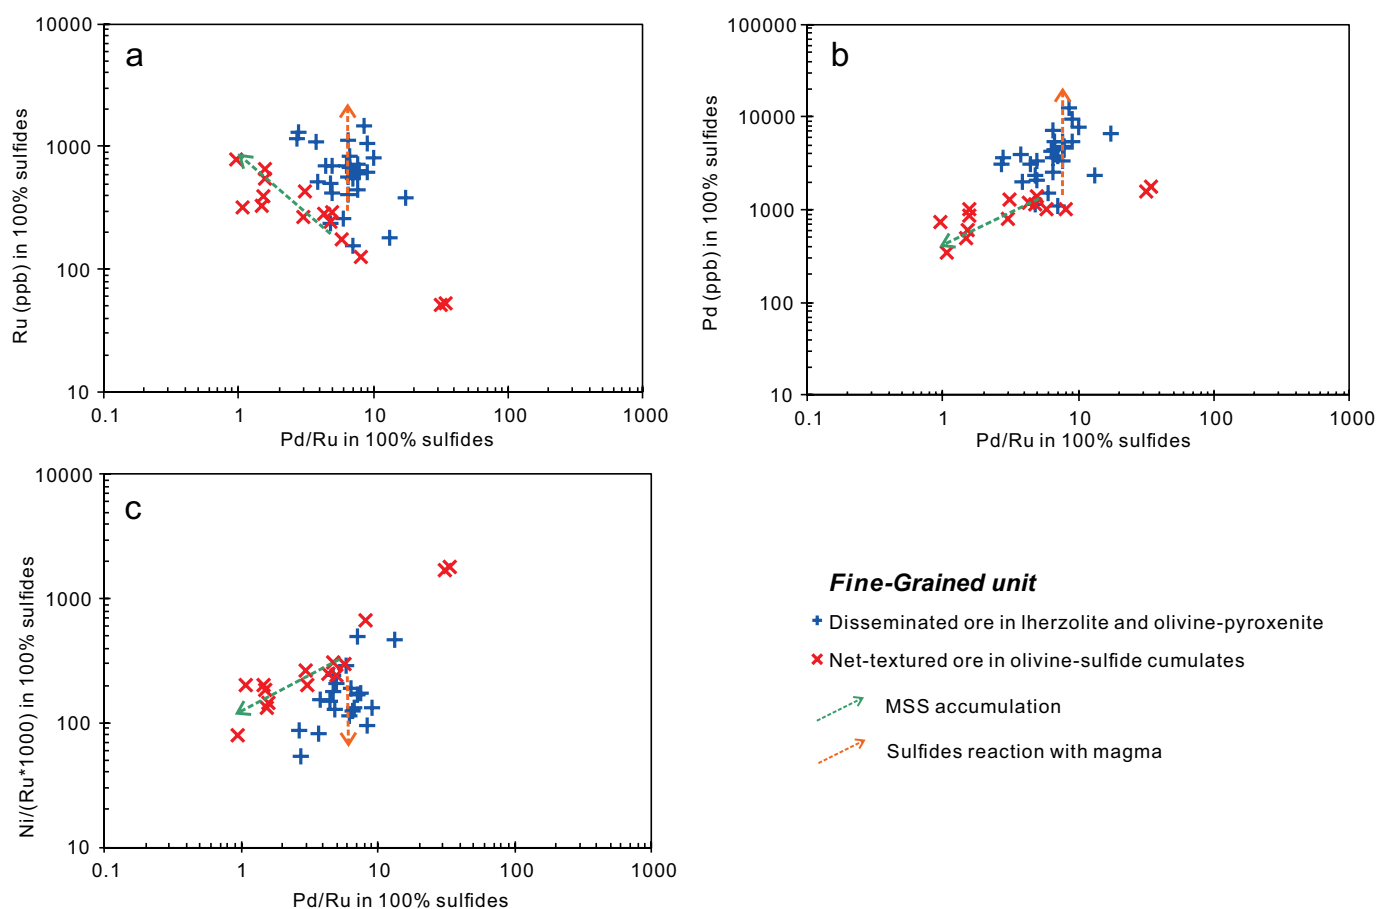 a
10000
1000
100
10
0.1
1
10
100
1000
Ru (ppb) in 100% sulfides
Pd/Ru in 100% sulfides
b
100000
10000
1000
100
10
0.1
1
10
100
1000
Pd (ppb) in 100% sulfides
Pd/Ru in 100% sulfides
c
10000
1000
100
10
0.1
1
10
100
1000
Ni/(Ru*1000) in 100% sulfides
Pd/Ru in 100% sulfides
Fine-Grained unit
Disseminated ore in lherzolite and olivine-pyroxenite
Net-textured ore in olivine-sulfide cumulates
MSS accumulation
Sulfides reaction with magma